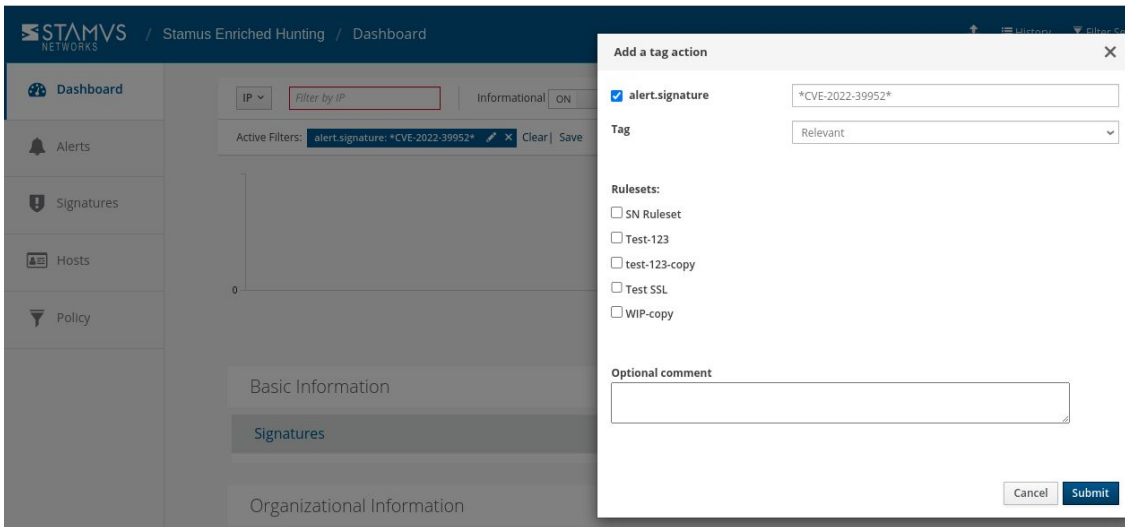 STAMVS
NETWORKS
/ Stamus Enriched Hunting / Dashboard
History
Filter Se
Dashboard
Alerts
Signatures
Hosts
Policy
IP
Filter by IP
Informational ON
Active Filters: alert.signature: *CVE-2022-39952* Clear| Save
0
Basic Information
Signatures
Organizational Information
Add a tag action
alert.signature
*CVE-2022-39952*
Tag
Relevant
Rulesets:
SN Ruleset
Test-123
test-123-copy
Test SSL
WIP-copy
Optional comment
Cancel
Submit